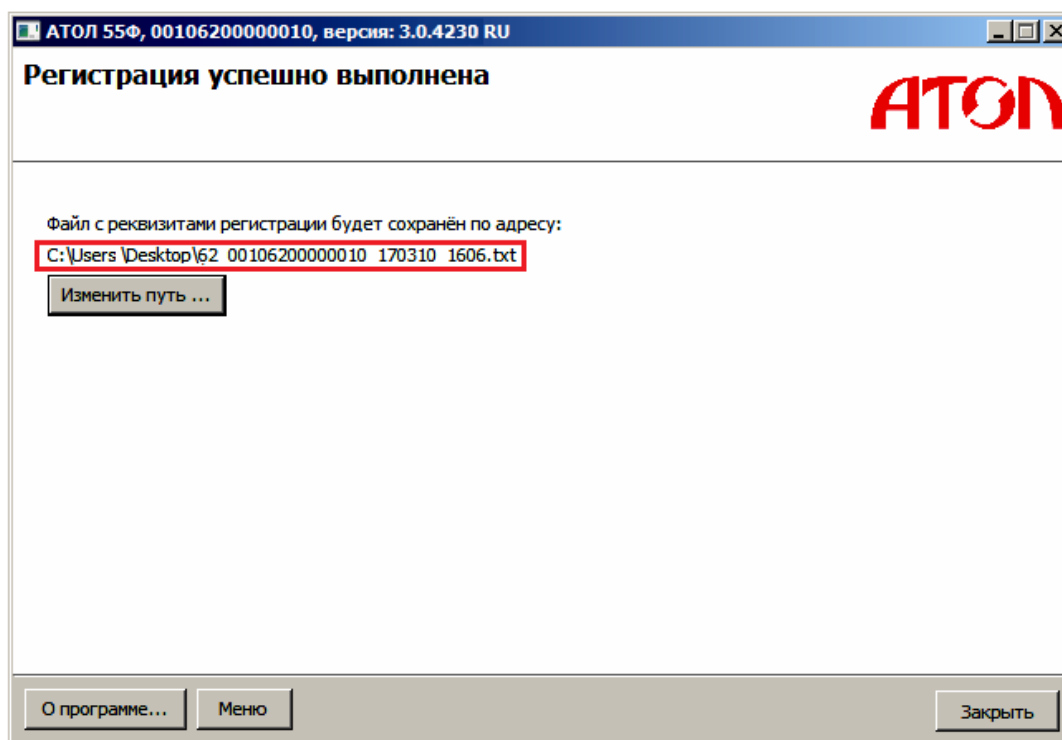 АТОЛ 55Ф, 00106200000010, версия: 3.0.4230 RU
Регистрация успешно выполнена
АТОЛ
Файл с реквизитами регистрации будет сохранён по адресу:
C:\Users \Desktop\62 00106200000010 170310 1606.txt
Изменить путь ...
О программе...
Меню
Закрыть